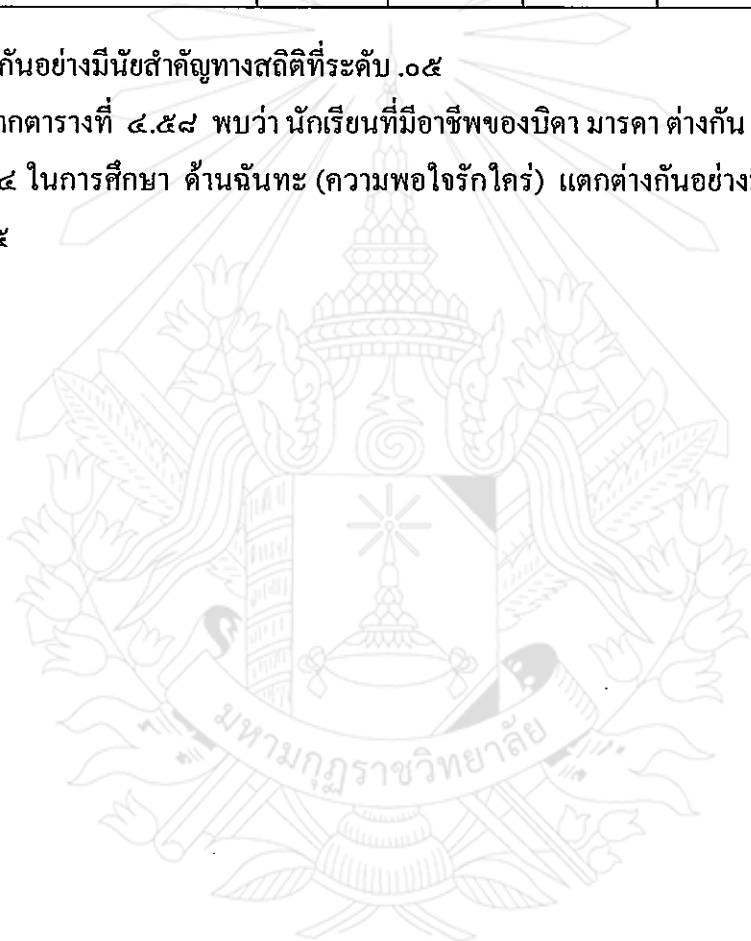 กันอย่างมีนัยสำคัญทางสถิติที่ระดับ .๐๕
ากตารางที่ ๔.๕๘ พบว่า นักเรียนที่มีอาชีพของบิดา มารดา ต่างกัน
๔ ในการศึกษา ด้านฉันทะ (ความพอใจรักใคร่) แตกต่างกันอย่าง
๕
มหามกุฏราชวิทยาลัย